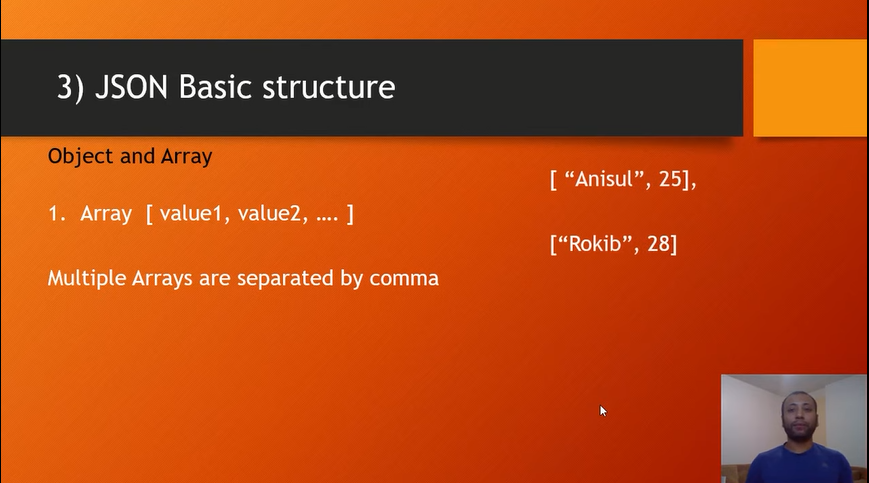 3) JSON Basic structure
Object and Array
1. Array [ value1, value2, .... ]
Multiple Arrays are separated by comma
[ “Anisul”, 25],
[“Rokib”, 28]